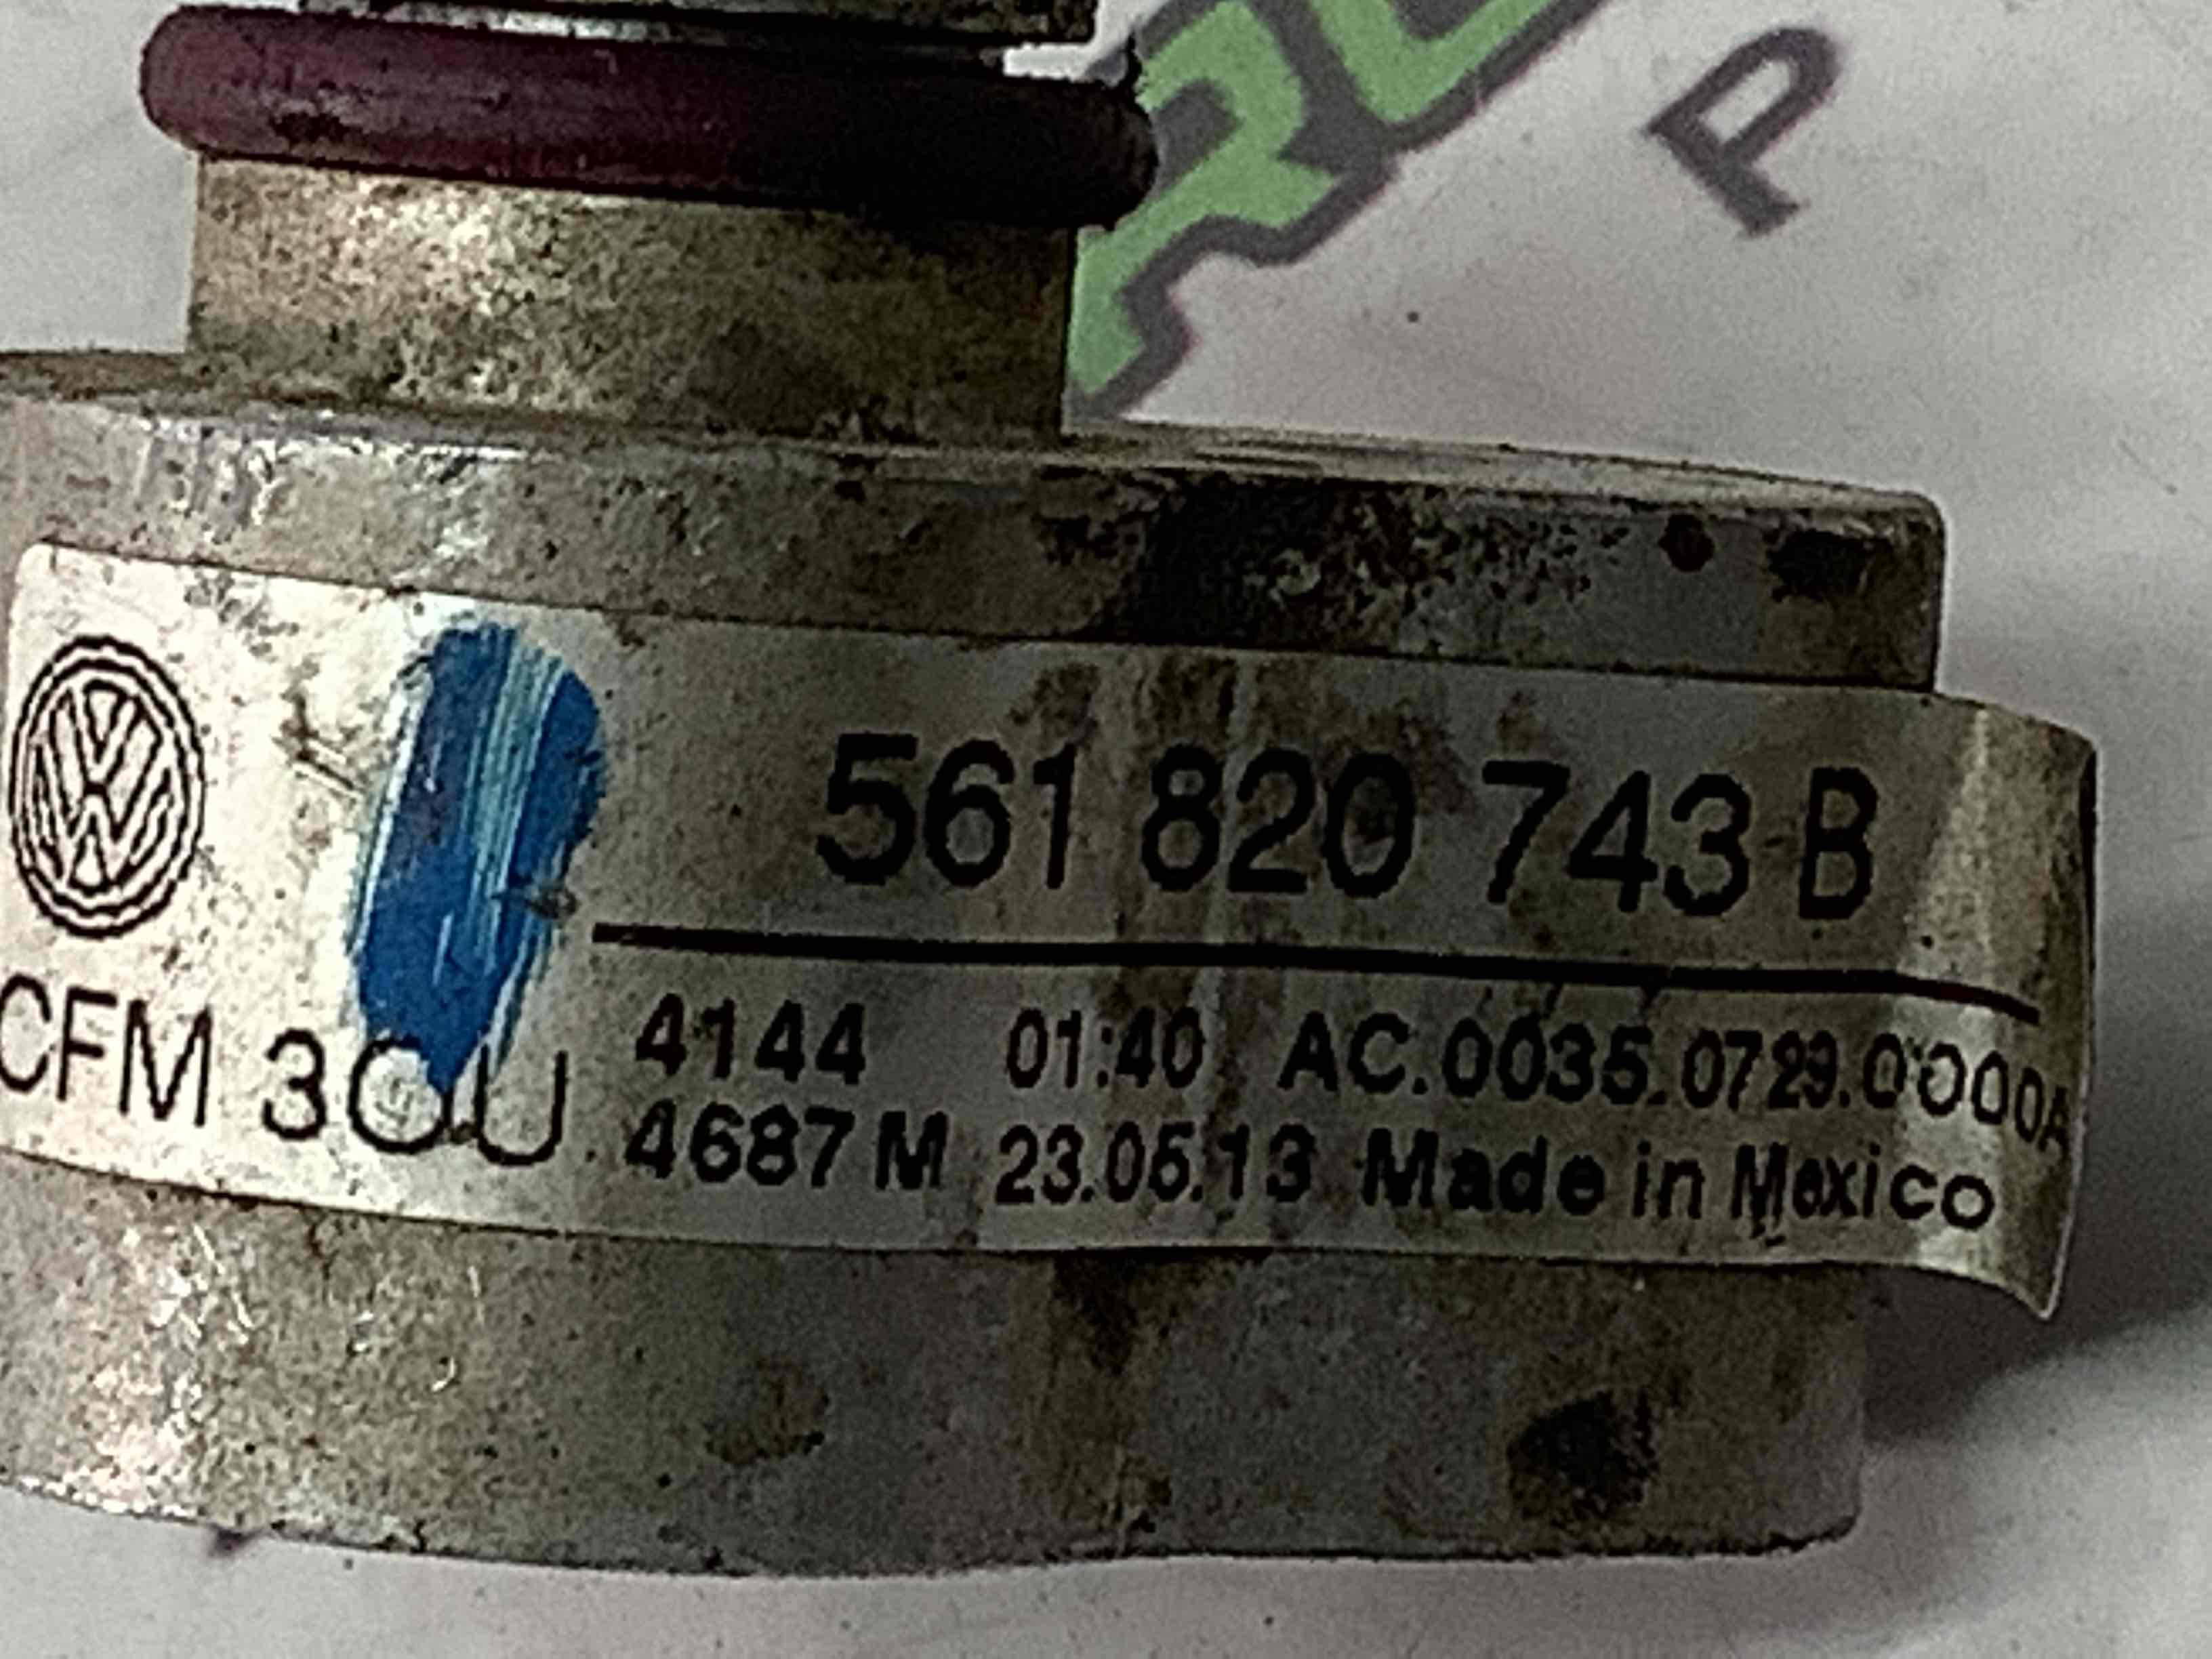 P
561 820 743 B
CFM 3CU 4144 01:40 AC.0035.0729.0000A
4687 M 23.05.13 Made in Mexico